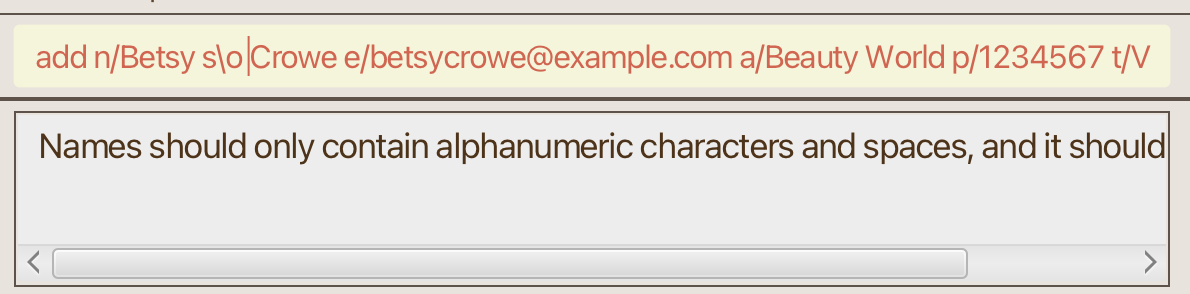 add n/Betsy s\o Crowe e/betsycrowe@example.com a/Beauty World p/1234567 t/V
Names should only contain alphanumeric characters and spaces, and it should